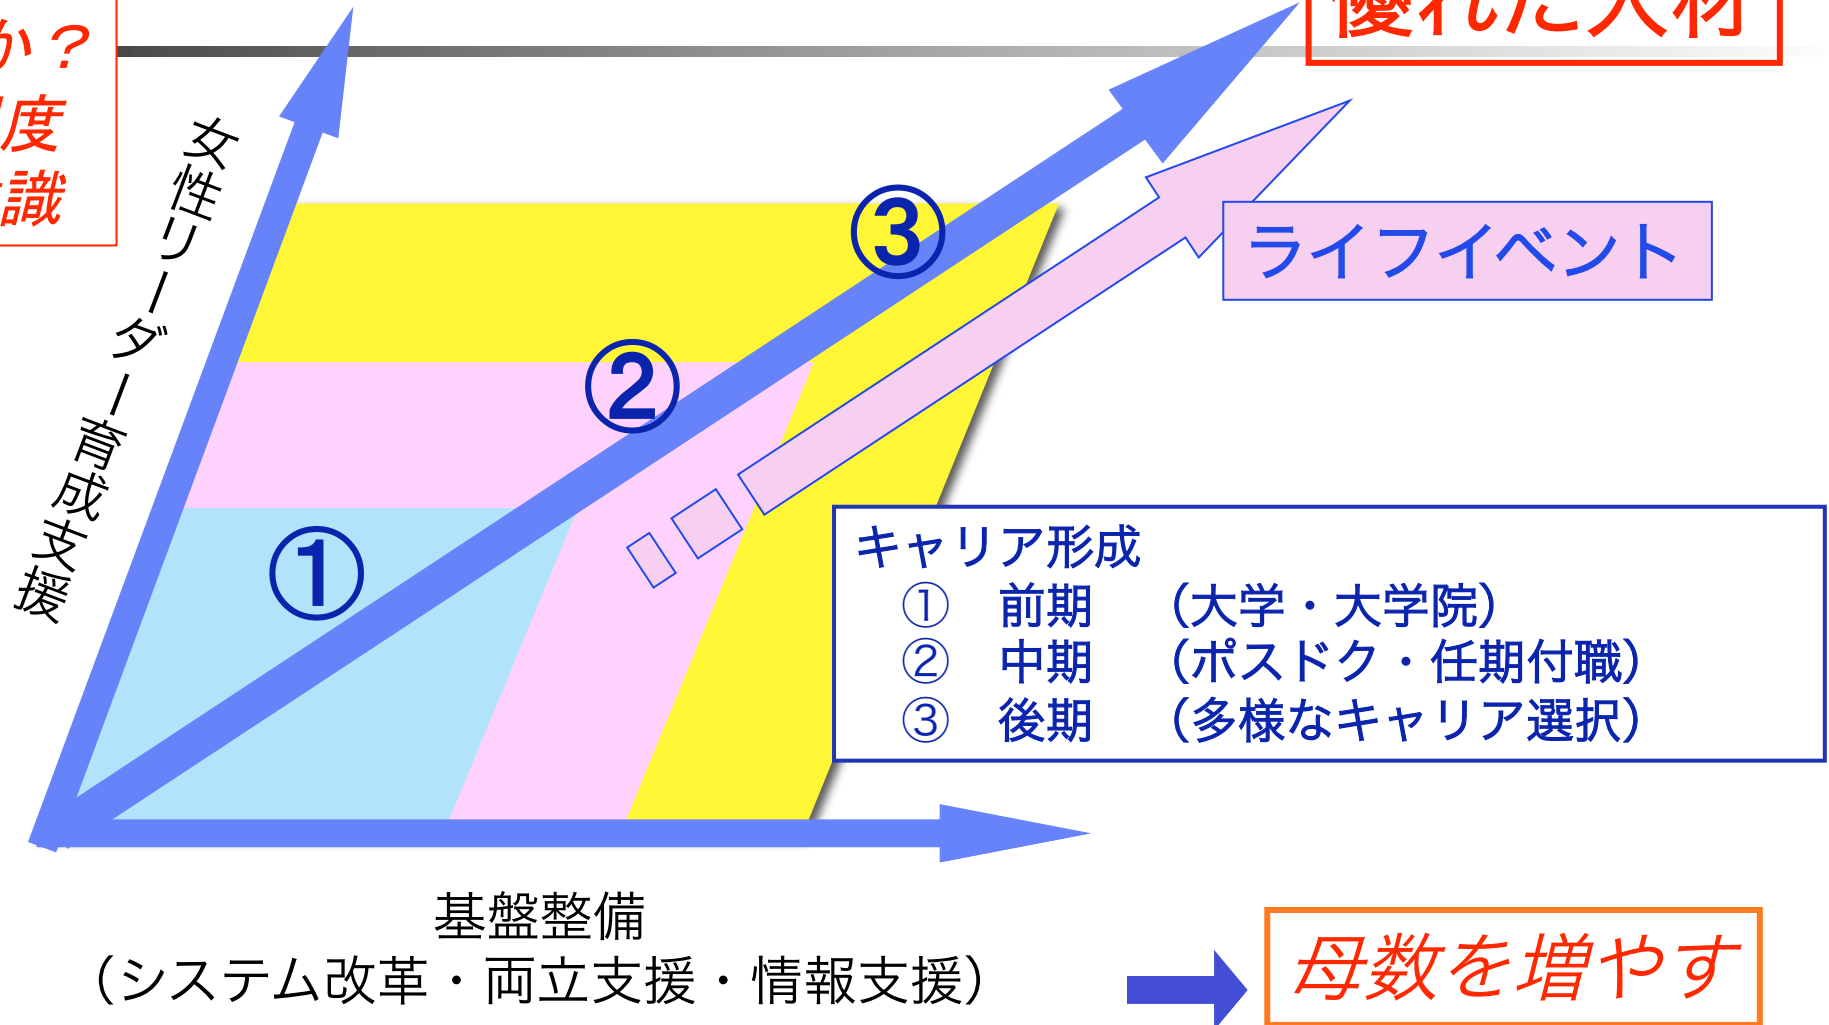 か?
度
識
優れた人材
女性リーダー育成支援
③
ライフイベント
②
①
キャリア形成
① 前期 (大学・大学院)
② 中期 (ポスドク・任期付職)
③ 後期 (多様なキャリア選択)
基盤整備
(システム改革・両立支援・情報支援)
母数を増やす